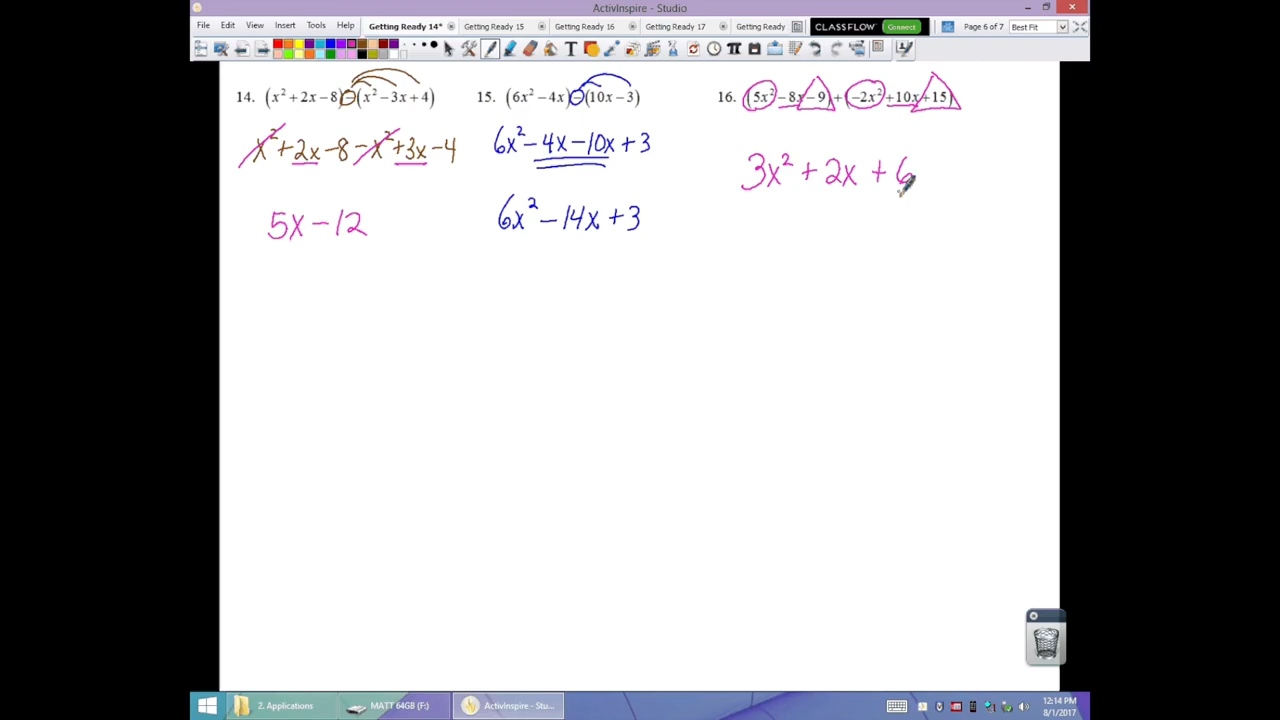 ActivInspire - Studio
File Edit View Insert Tools Help Getting Ready 14* Getting Ready 15 Getting Ready 16 Getting Ready 17 Getting Ready CLASSFLOW Connect Page 6 of 7 Best Fit
14. (x² + 2x – 8) – (x² – 3x + 4) 15. (6x² – 4x) – (10x – 3) 16. (5x² – 8x – 9) + (–2x² + 10x + 15)
x² + 2x – 8 – x² + 3x – 4 6x² – 4x – 10x + 3
3x² + 2x + 6
5x – 12 6x² – 14x + 3
2. Applications MATT 64GB (F:) ActivInspire - Stu... 12:14 PM
8/1/2017